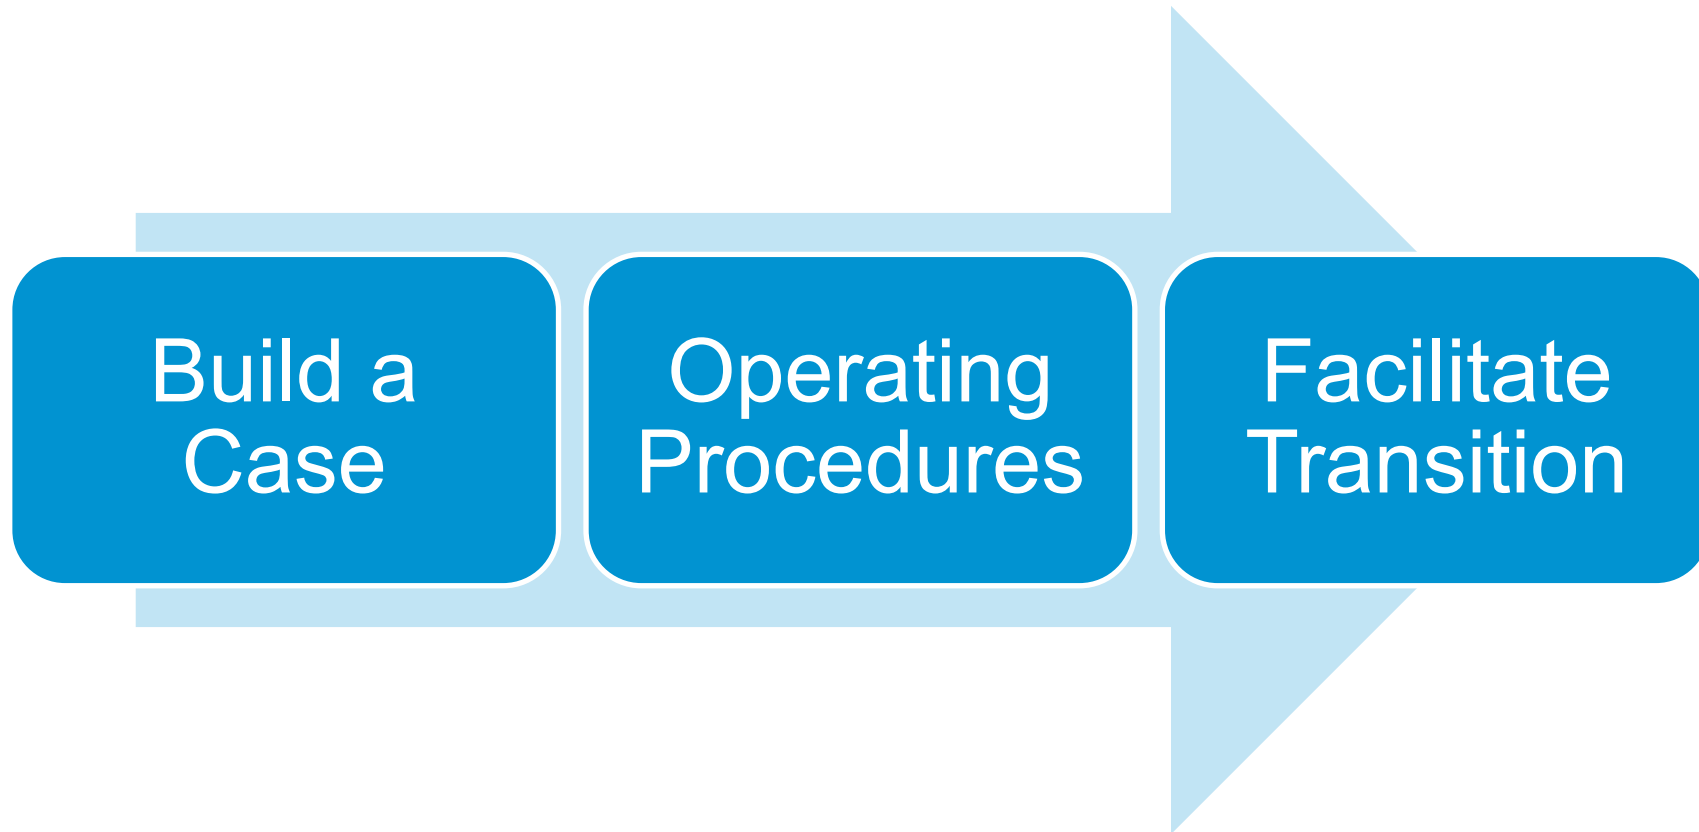 Build a
Case
Operating
Procedures
Facilitate
Transition